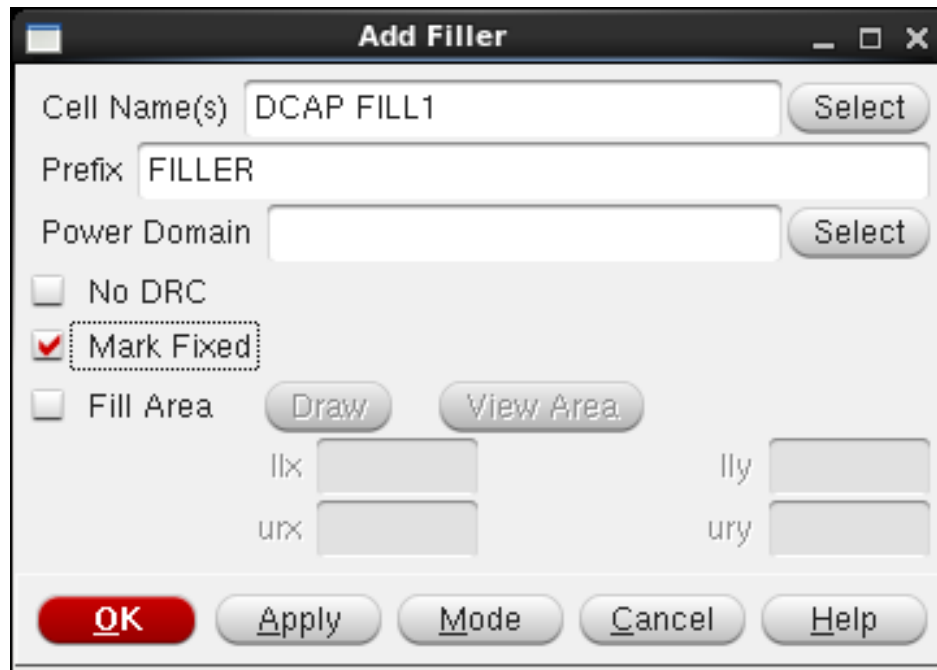 Add Filler
Cell Name(s) DCAP FILL1 Select
Prefix FILLER
Power Domain Select
No DRC
Mark Fixed
Fill Area Draw View Area
llx lly
urx ury
OK Apply Mode Cancel Help